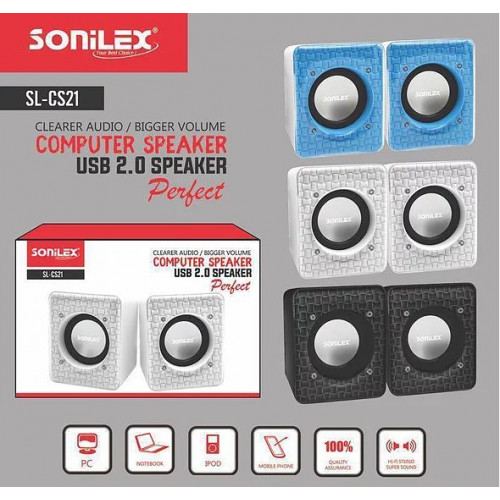 SONiLEX
Your Best Choice
SL-CS21
CLEARER AUDIO / BIGGER VOLUME
COMPUTER SPEAKER
USB 2.0 SPEAKER
Perfect
SONiLEX
SL-CS21
CLEARER AUDIO / BIGGER VOLUME
COMPUTER SPEAKER
USB 2.0 SPEAKER
Perfect
PC
NOTEBOOK
IPOD
MOBILE PHONE
100%
QUALITY
ASSURANCE
HI-FI STEREO
SUPER SOUND